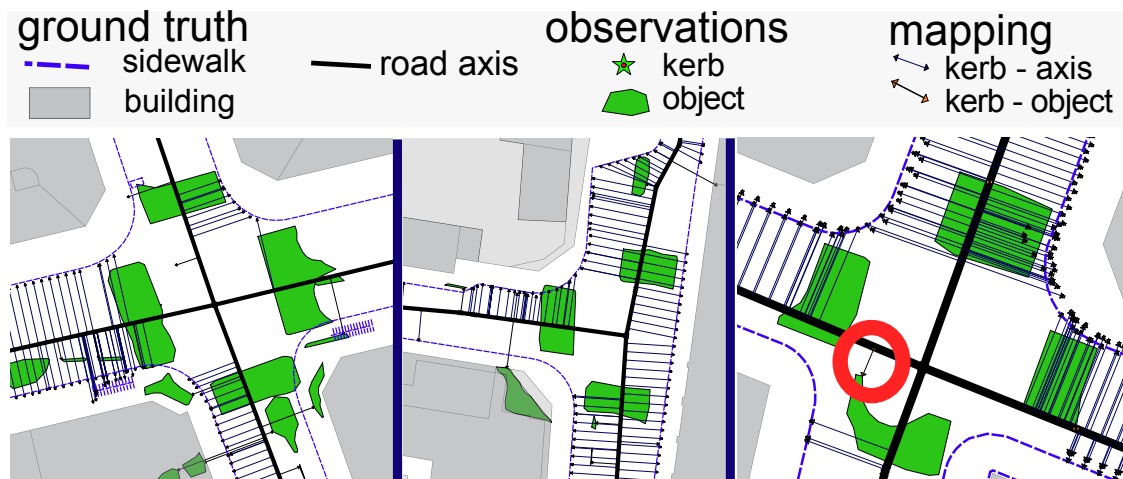 ground truth
sidewalk
building
road axis
observations
kerb
object
mapping
kerb - axis
kerb - object